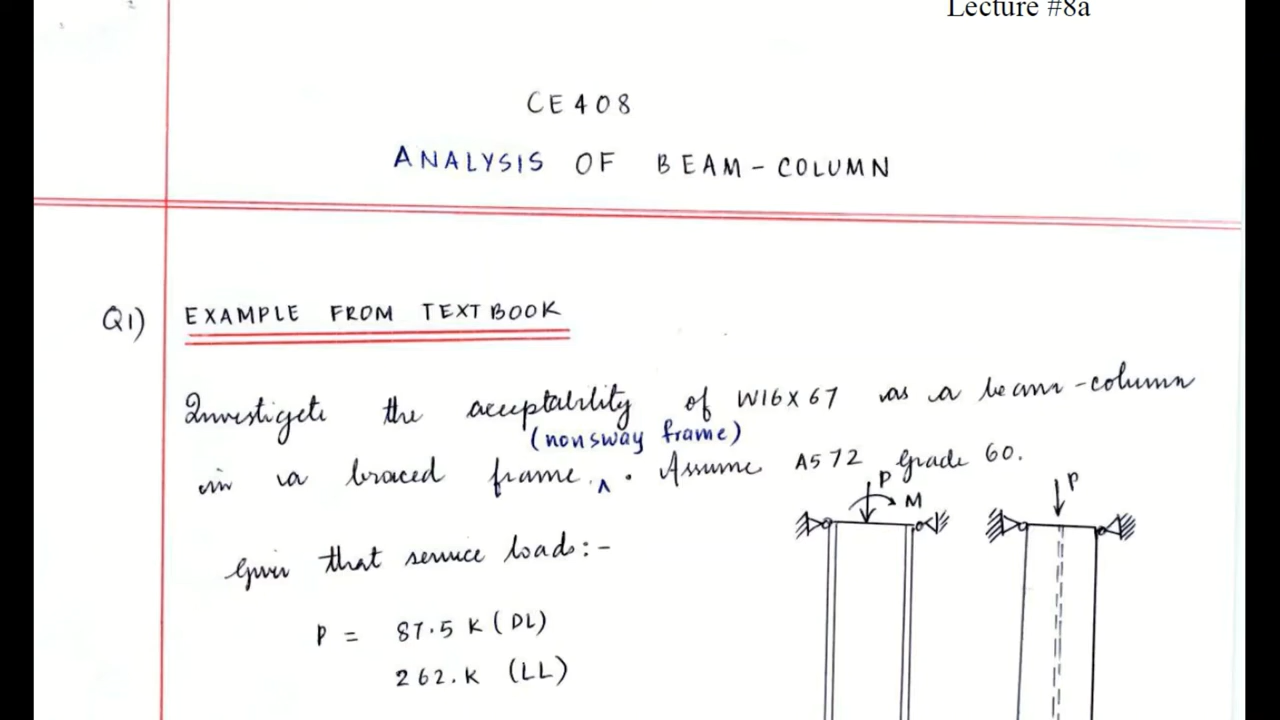 Lecture #8a
CE408
ANALYSIS OF BEAM-COLUMN
Q1) EXAMPLE FROM TEXTBOOK
Investigate the acceptability of W16X67 as a beam-column
(nonsway frame)
in a braced frame ^. Assume A572 Grade 60.
P
M
P
Given that service loads:-
P = 87.5 K (DL)
262.K (LL)